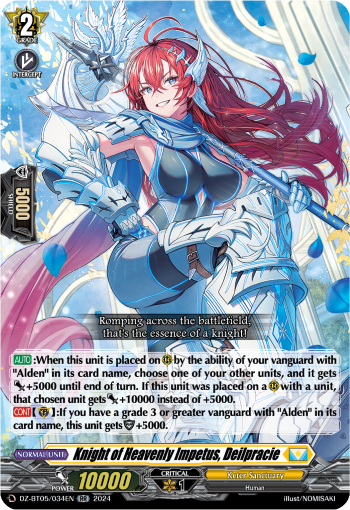 2
GRADE
INTERCEPT
5000
SHIELD
Romping across the battlefield,
that's the essence of a knight!
AUTO:When this unit is placed on by the ability of your vanguard with
"Alden" in its card name, choose one of your other units, and it gets
+5000 until end of turn. If this unit was placed on a with a unit,
that chosen unit gets +10000 instead of +5000.
CONT【】:If you have a grade 3 or greater vanguard with "Alden" in its
card name, this unit gets +5000.
NORMAL UNIT
Knight of Heavenly Impetus, Deilpracie
POWER
10000
CRITICAL
1
Keter Sanctuary
Human
DZ-BT05/034EN RR 2024
illust/NOMISAKI